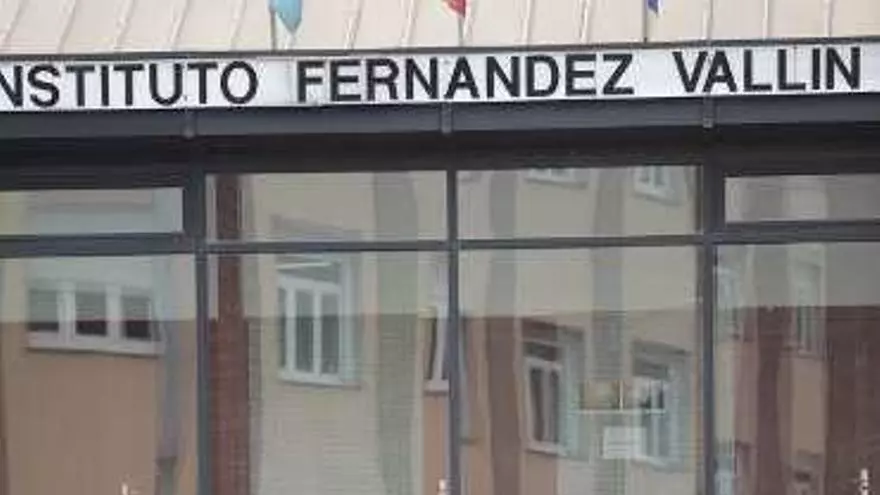 NSTITUTO FERNANDEZ VALLIN